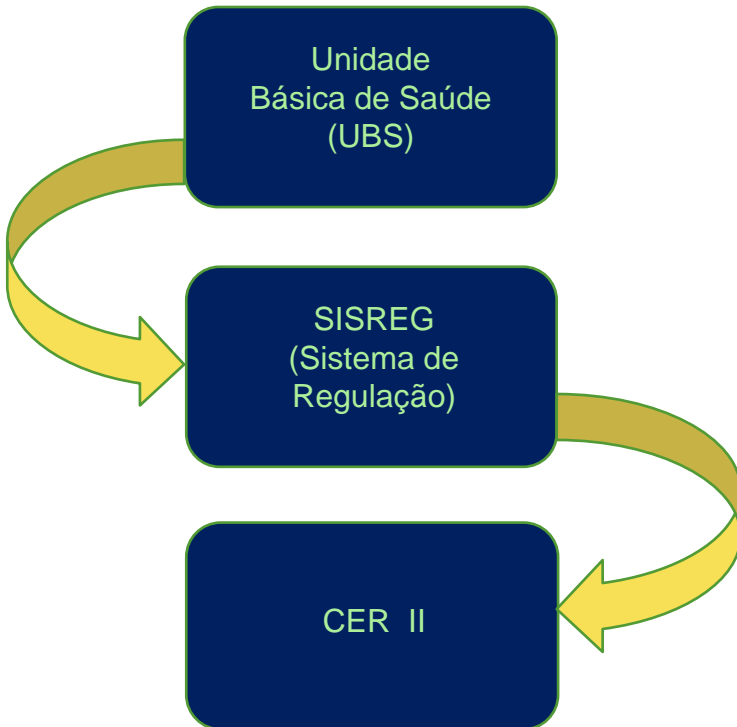 Unidade
Básica de Saúde
(UBS)
SISREG
(Sistema de
Regulação)
CER II